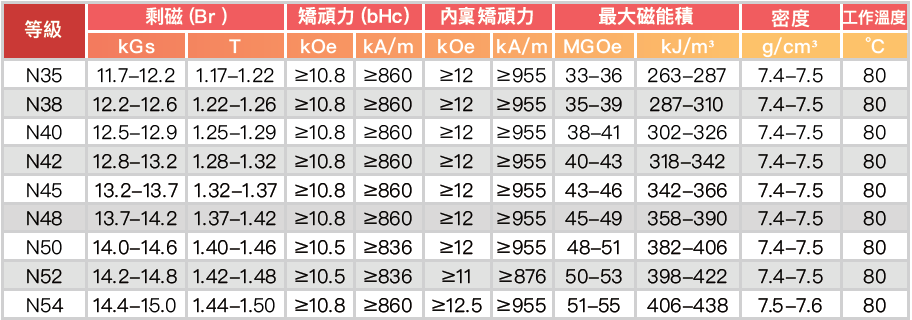 等級 剩磁（Br） 矯頑力（bHc） 內稟矯頑力 最大磁能積 密度 工作溫度
kGs T kOe kA/m kOe kA/m MGOe kJ/m³ g/cm³ °C
N35 11.7–12.2 1.17–1.22 ≥10.8 ≥860 ≥12 ≥955 33–36 263–287 7.4–7.5 80
N38 12.2–12.6 1.22–1.26 ≥10.8 ≥860 ≥12 ≥955 35–39 287–310 7.4–7.5 80
N40 12.5–12.9 1.25–1.29 ≥10.8 ≥860 ≥12 ≥955 38–41 302–326 7.4–7.5 80
N42 12.8–13.2 1.28–1.32 ≥10.8 ≥860 ≥12 ≥955 40–43 318–342 7.4–7.5 80
N45 13.2–13.7 1.32–1.37 ≥10.8 ≥860 ≥12 ≥955 43–46 342–366 7.4–7.5 80
N48 13.7–14.2 1.37–1.42 ≥10.8 ≥860 ≥12 ≥955 45–49 358–390 7.4–7.5 80
N50 14.0–14.6 1.40–1.46 ≥10.5 ≥836 ≥12 ≥955 48–51 382–406 7.4–7.5 80
N52 14.2–14.8 1.42–1.48 ≥10.5 ≥836 ≥11 ≥876 50–53 398–422 7.4–7.5 80
N54 14.4–15.0 1.44–1.50 ≥10.8 ≥860 ≥12.5 ≥955 51–55 406–438 7.5–7.6 80